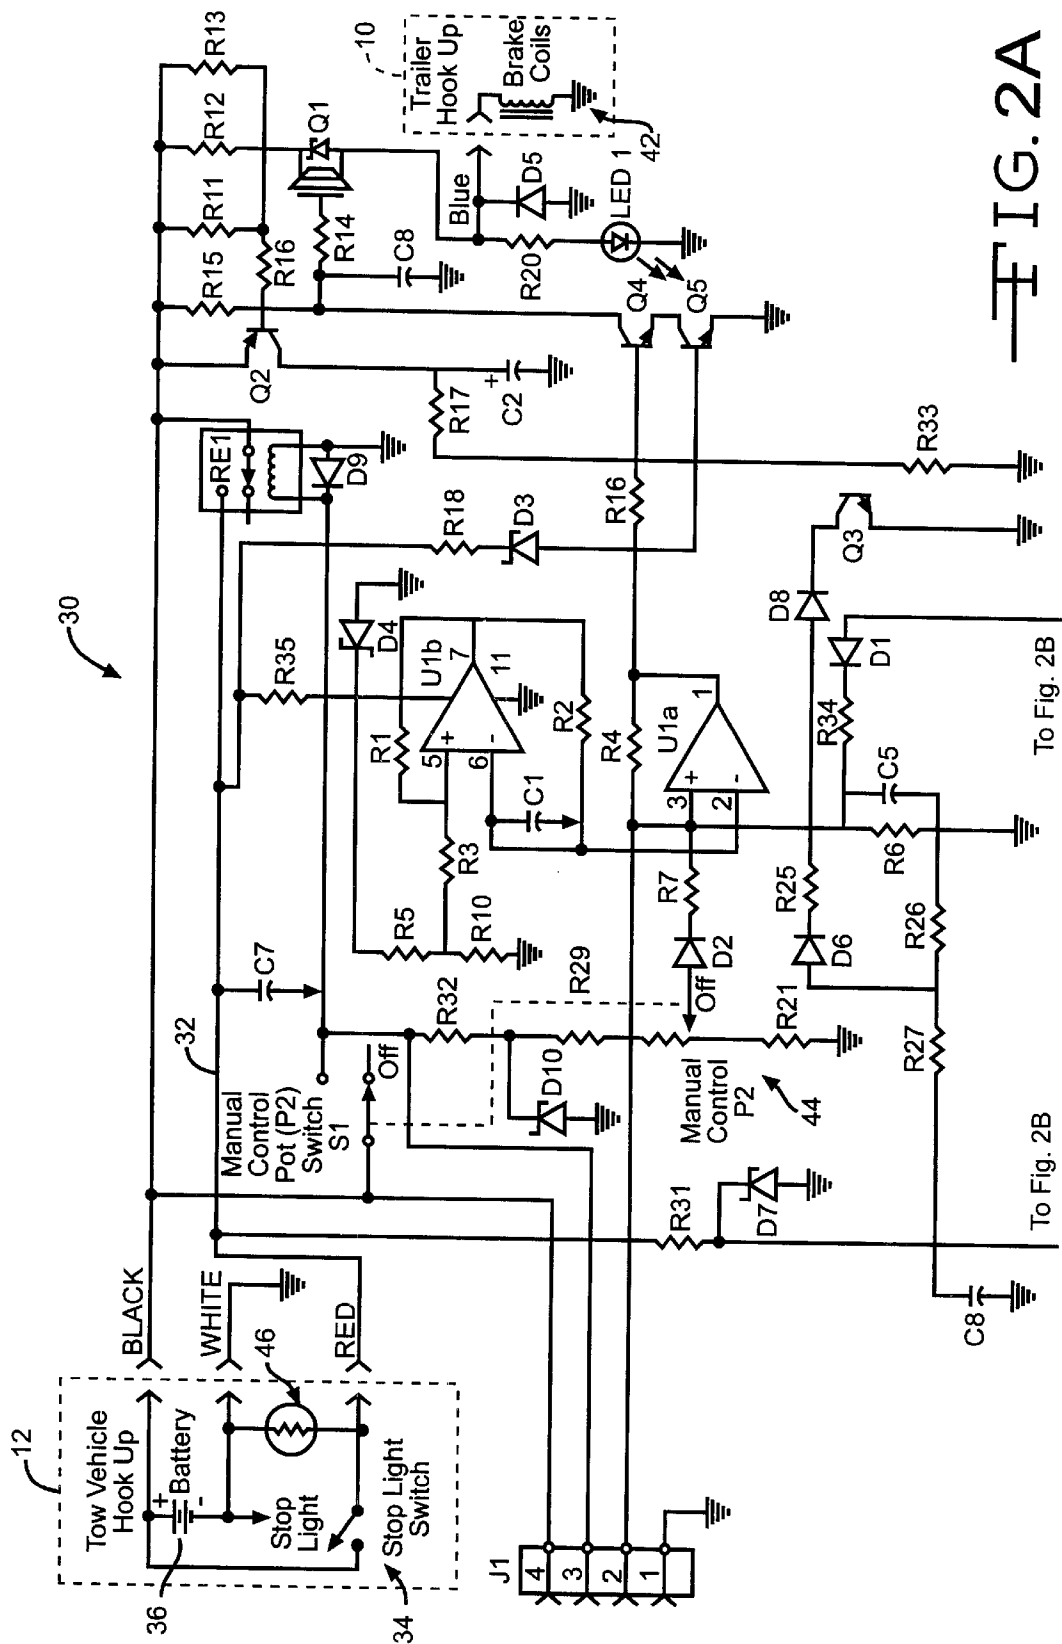 12
Tow Vehicle
Hook Up
+
Battery
-
36
Stop
Light
46
Stop Light
Switch
34
BLACK
WHITE
RED
32
30
Manual
Control
Pot (P2)
Switch
S1
Off
C7
R35
RE1
D9
Q2
R15
R11
R12
R13
R16
Q1
R14
C8
10
Trailer
Hook Up
Brake
Coils
42
Blue
D5
R20
LED 1
Q4
Q5
+
C2
R17
R33
R18
D3
R16
D4
U1b
7
11
5
+
6
-
R1
R2
C1
R3
R5
R10
R32
R29
D10
Manual
Control
P2
44
Off
R21
D2
R7
R4
U1a
3
+
2
-
1
D8
Q3
D1
R34
C5
R6
R25
D6
R26
R27
R31
D7
C8
J1
4
3
2
1
To Fig. 2B
To Fig. 2B
FIG. 2A